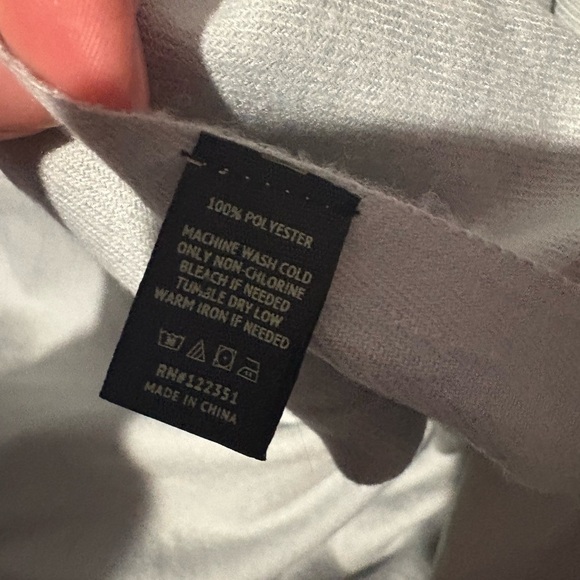 100% POLYESTER
MACHINE WASH COLD
ONLY NON-CHLORINE
BLEACH IF NEEDED
TUMBLE DRY LOW
WARM IRON IF NEEDED
RN#122351
MADE IN CHINA